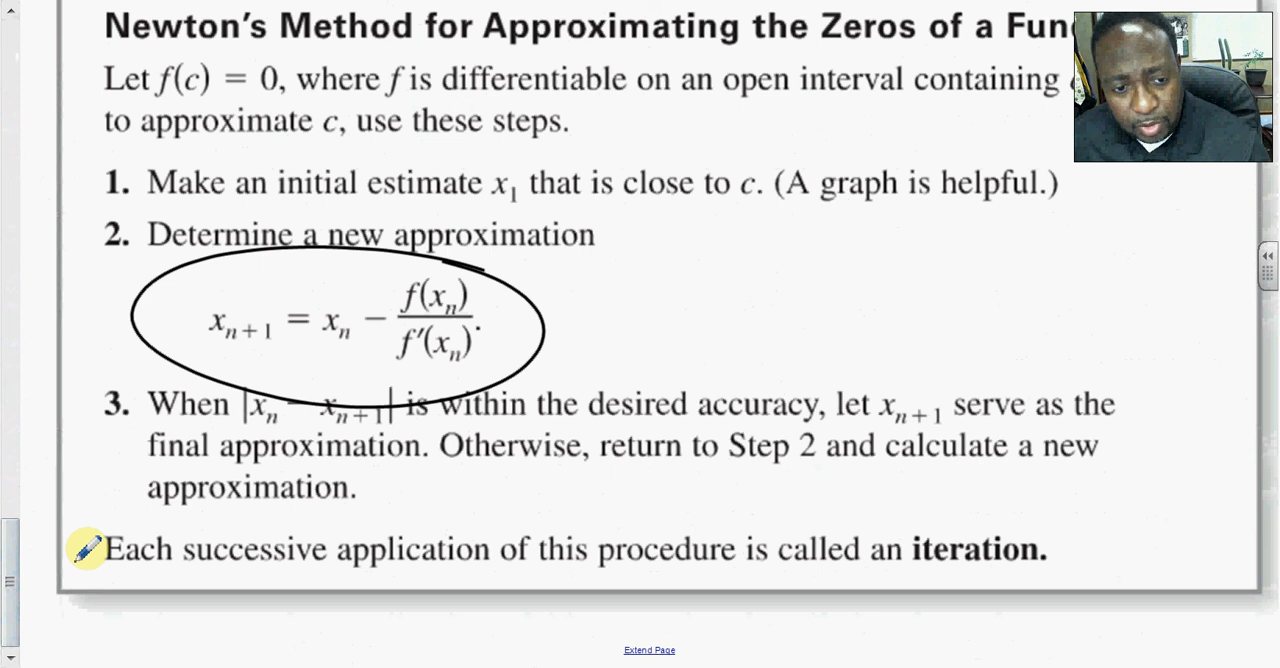 Newton's Method for Approximating the Zeros of a
Let f(c) = 0, where f is differentiable on an open interval containing
to approximate c, use these steps.
1. Make an initial estimate x₁ that is close to c. (A graph is helpful.)
2. Determine a new approximation
xₙ₊₁ = xₙ − f(xₙ)/f′(xₙ).
3. When |xₙ − xₙ₊₁| is within the desired accuracy, let xₙ₊₁ serve as the
final approximation. Otherwise, return to Step 2 and calculate a new
approximation.
Each successive application of this procedure is called an iteration.
Extend Page